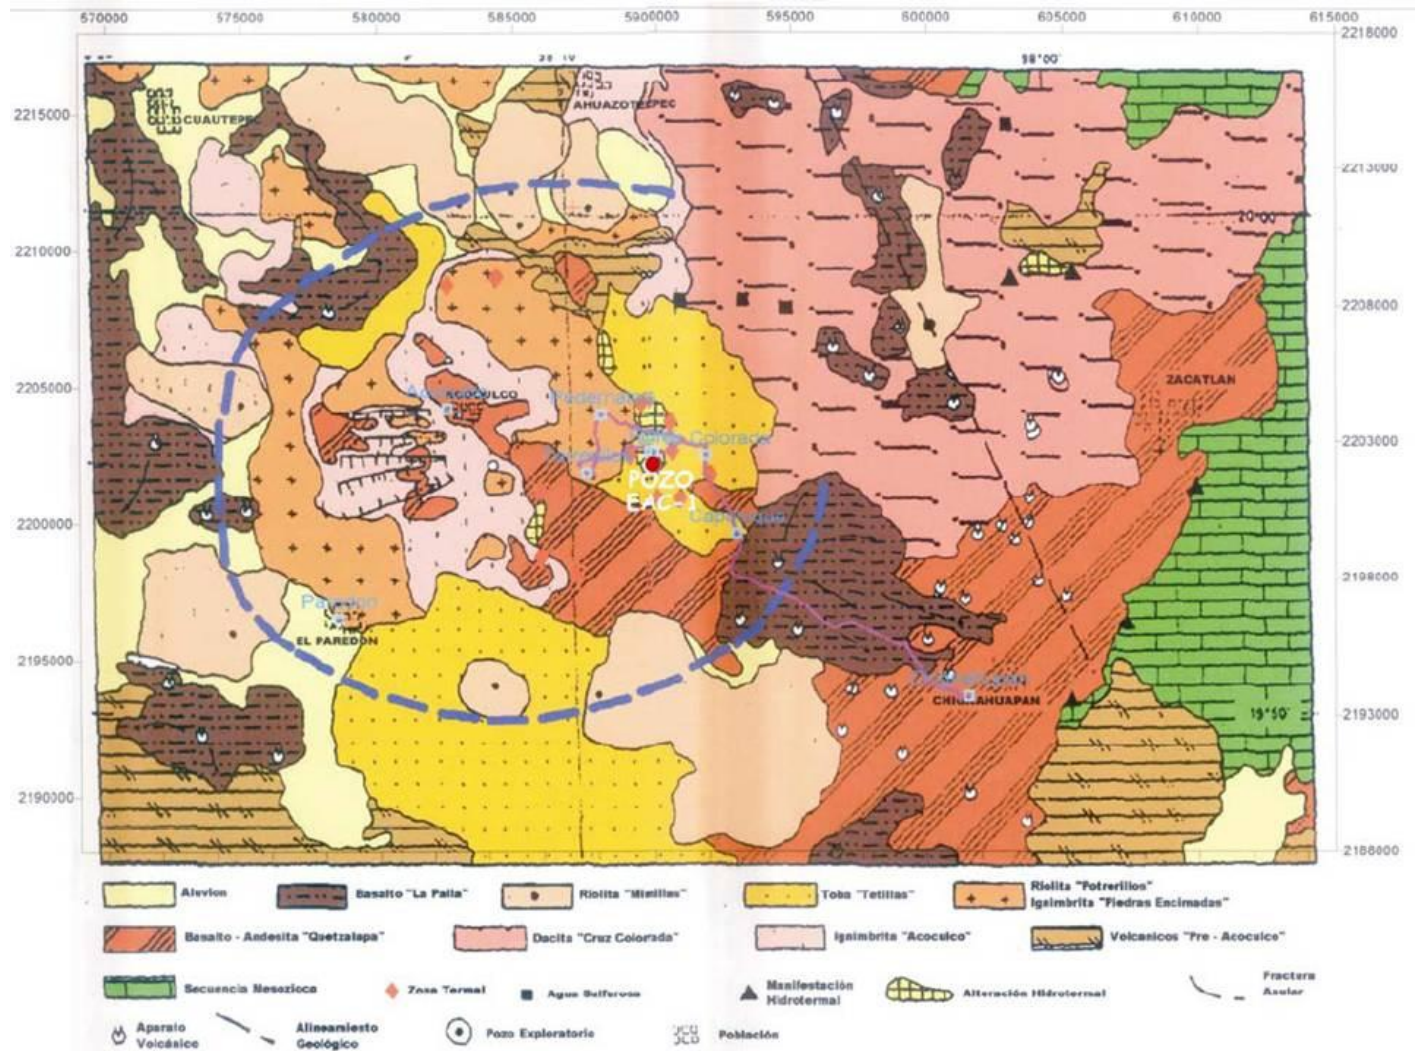 570000 575000 580000 585000 5900000 595000 600000 605000 610000 615000
2218000
98°00'
2215000
CUAUTEPEC
AHUAZOTEPEC
2213000
20°00'
2210000
2208000
2205000
ACOCULCO
Pedernales
ZACATLAN
Colorada
2203000
POZO
EAC-1
2200000
2198000
Paredon
EL PAREDON
2195000
CHIGNAHUAPAN
19°50'
2193000
2190000
2188000
Aluvion
Basalto "La Paila"
Riolita "Minillas"
Toba "Tetillas"
Riolita "Potrerillos"
Ignimbrita "Piedras Encimadas"
Basalto - Andesita "Quetzalapa"
Dacita "Cruz Colorada"
Ignimbrita "Acoculco"
Volcanicos "Pre - Acoculco"
Secuencia Mesozioca
Zona Termal
Agua Sulfurosa
Manifestación
Hidrotermal
Alteración Hidrotermal
Fractura
Anular
Aparato
Volcánico
Alineamiento
Geológico
Pozo Exploratorio
Población